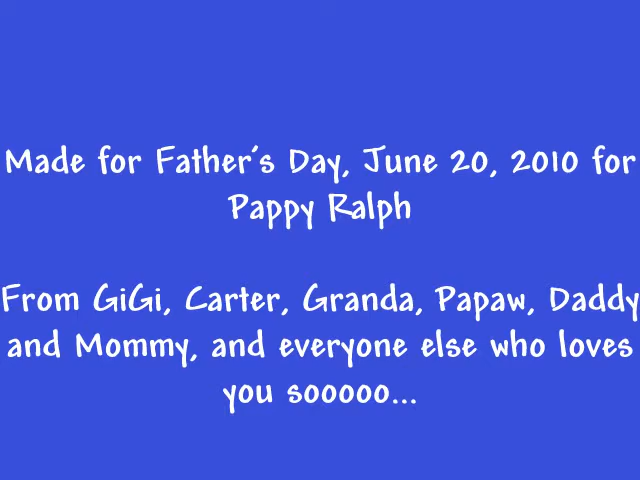 Made for Father's Day, June 20, 2010 for
Pappy Ralph
From GiGi, Carter, Granda, Papaw, Daddy
and Mommy, and everyone else who loves
you sooooo...